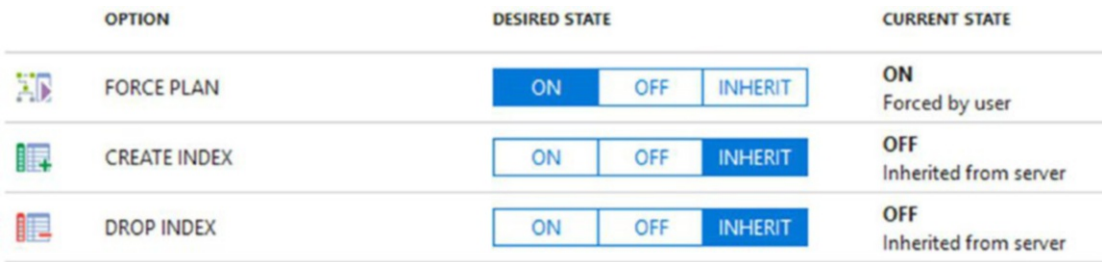 OPTION DESIRED STATE CURRENT STATE
FORCE PLAN ON OFF INHERIT ON
Forced by user
CREATE INDEX ON OFF INHERIT OFF
Inherited from server
DROP INDEX ON OFF INHERIT OFF
Inherited from server